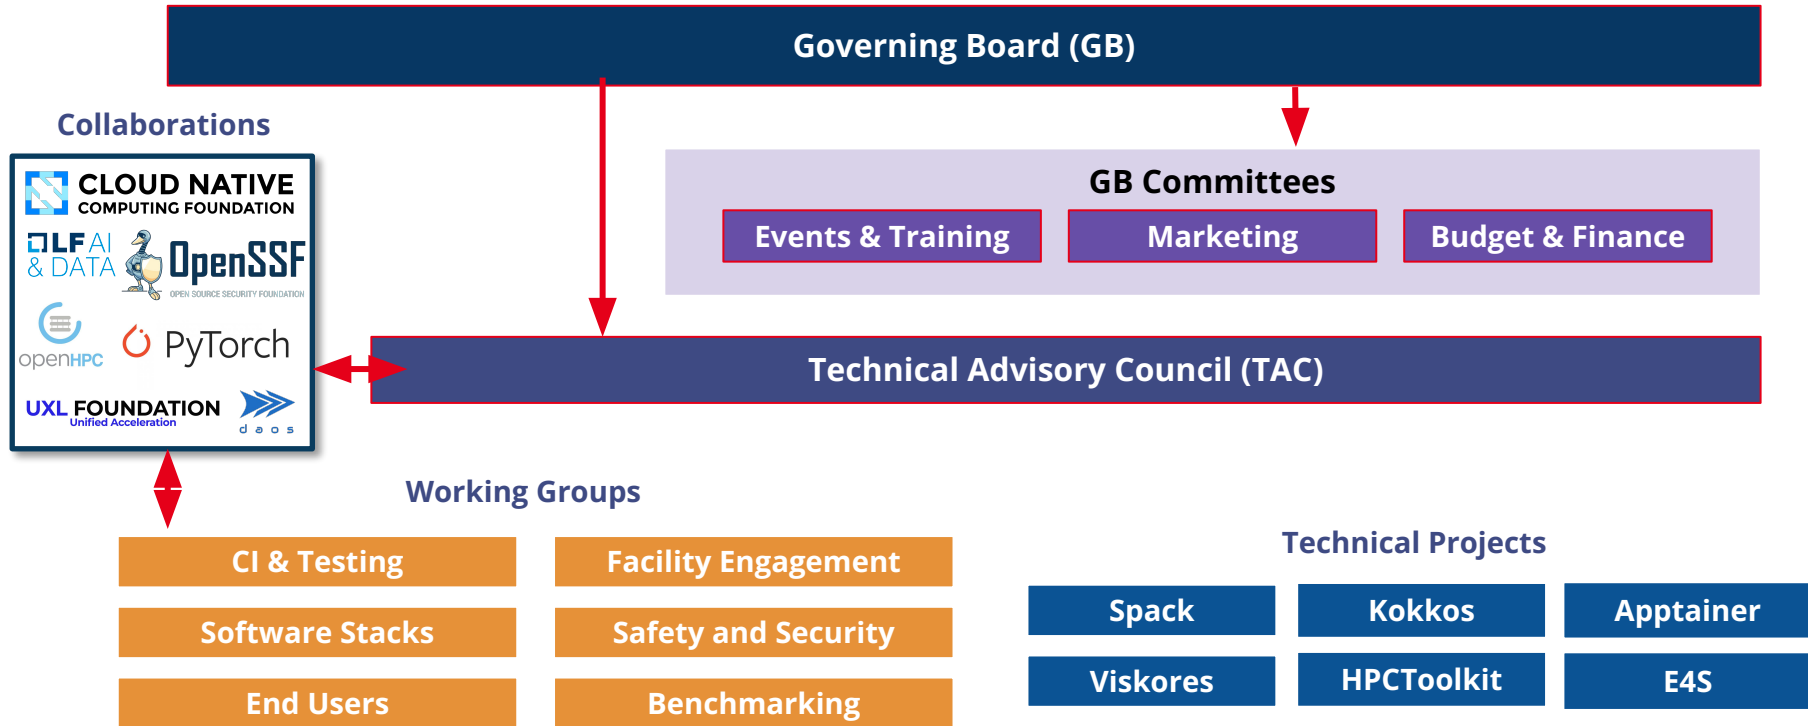 Governing Board (GB)
Collaborations
CLOUD NATIVE
COMPUTING FOUNDATION
LF AI
& DATA
OpenSSF
OPEN SOURCE SECURITY FOUNDATION
openHPC
PyTorch
UXL FOUNDATION
Unified Acceleration
daos
GB Committees
Events & Training
Marketing
Budget & Finance
Technical Advisory Council (TAC)
Working Groups
CI & Testing
Facility Engagement
Software Stacks
Safety and Security
End Users
Benchmarking
Technical Projects
Spack
Kokkos
Apptainer
Viskores
HPCToolkit
E4S